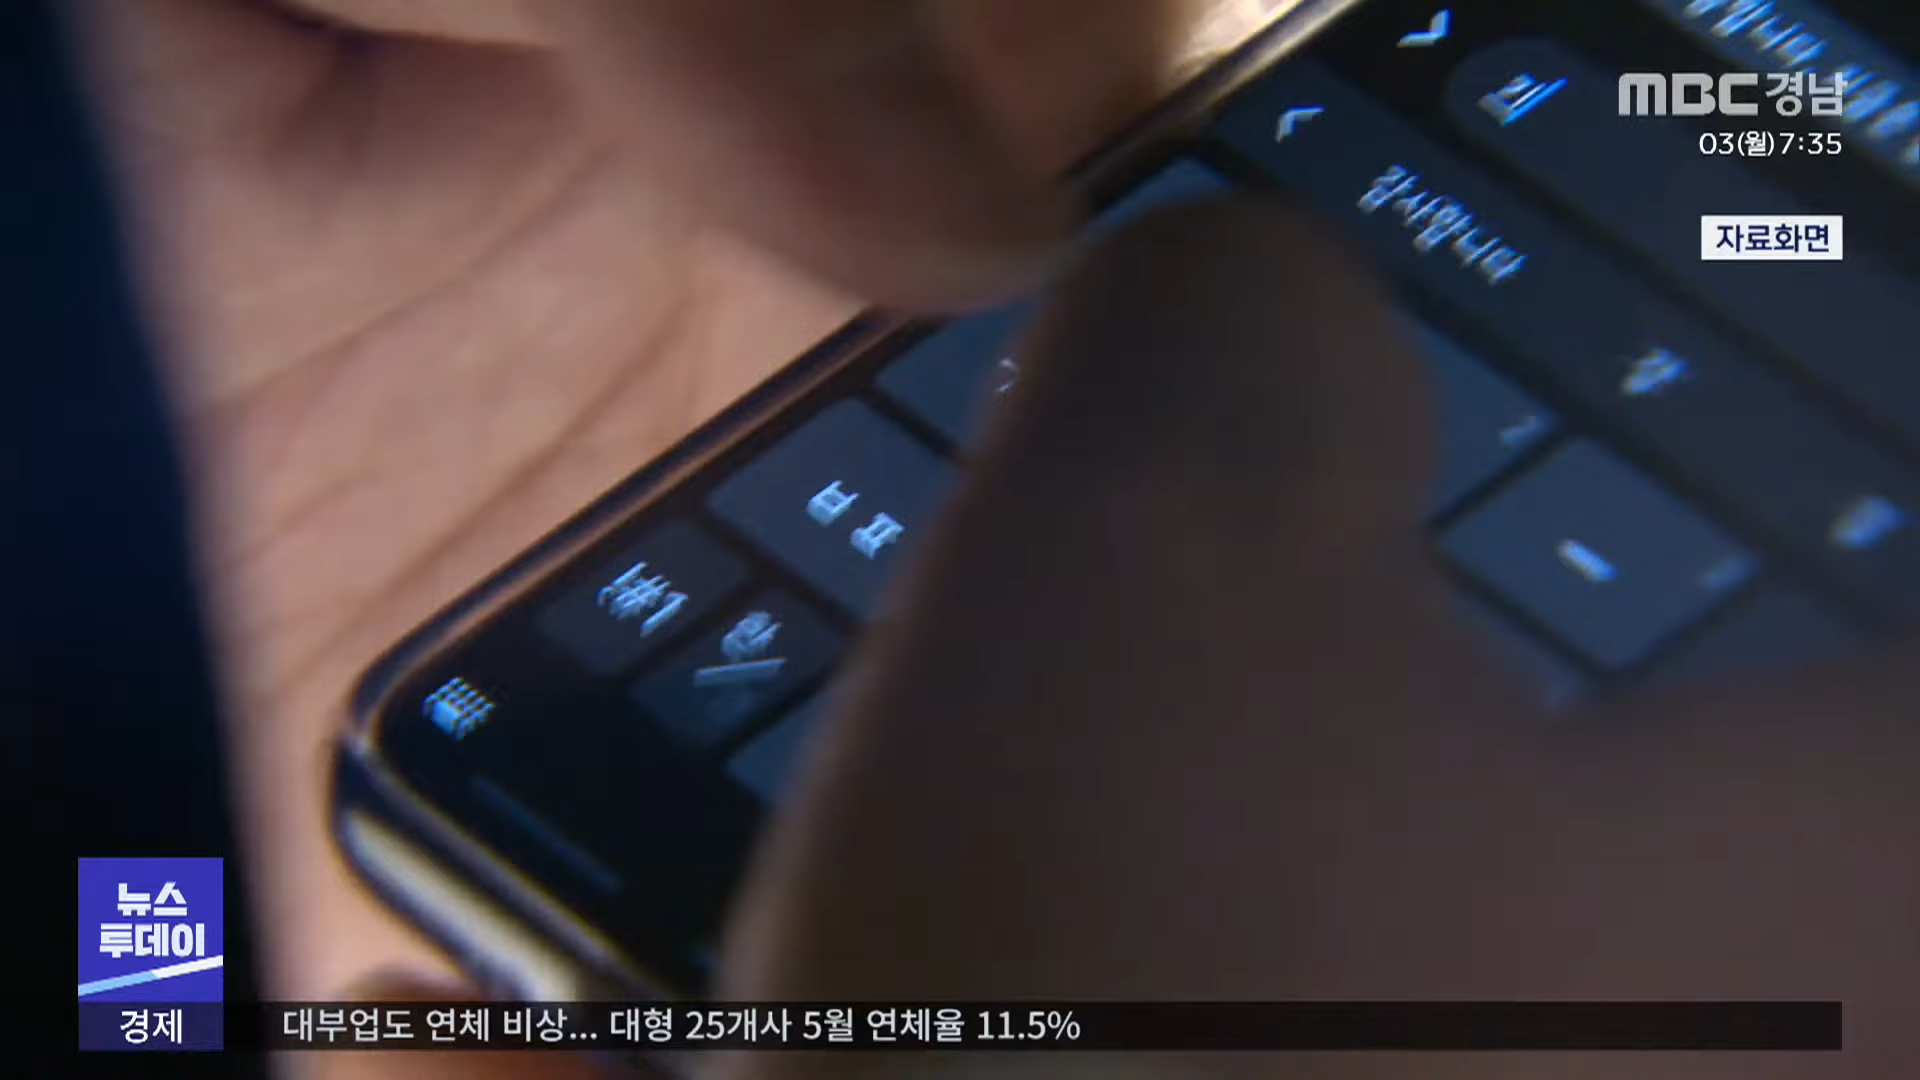 MBC경남
03(월) 7:35
자료화면
감사합니다
ㅂ ㅍ
!#1
한/
ㅡ
뉴스
투데이
경제
대부업도 연체 비상... 대형 25개사 5월 연체율 11.5%